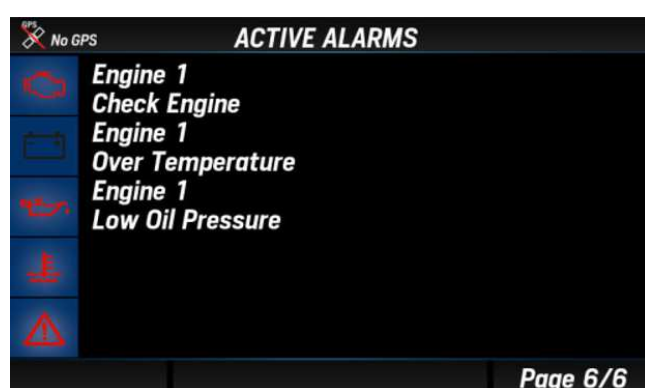 GPS
No GPS
ACTIVE ALARMS
Engine 1
Check Engine
Engine 1
Over Temperature
Engine 1
Low Oil Pressure
Page 6/6